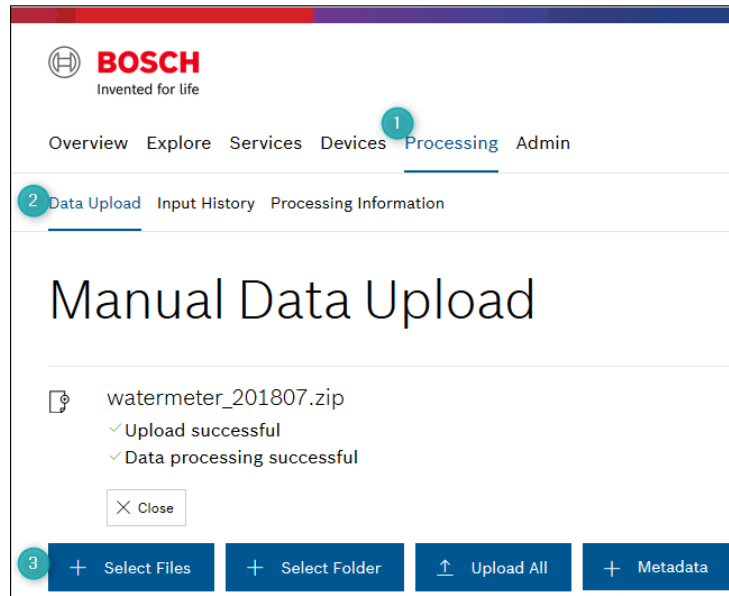 BOSCH
Invented for life
1
Overview Explore Services Devices Processing Admin
2 Data Upload Input History Processing Information
Manual Data Upload
watermeter_201807.zip
Upload successful
Data processing successful
Close
3 Select Files Select Folder Upload All Metadata